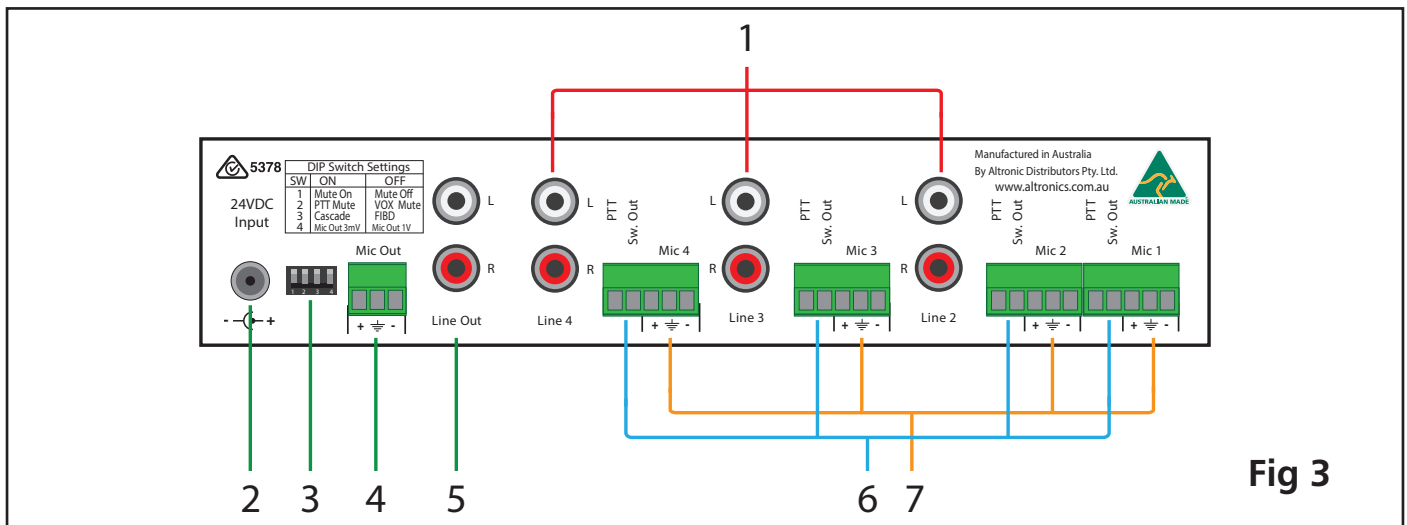 1
5378
DIP Switch Settings
SW ON OFF
1 Mute On Mute Off
2 PTT Mute VOX Mute
3 Cascade FIBD
4 Mic Out 3mV Mic Out 1V
24VDC
Input
- +
1 2 3 4
Mic Out
+ -
L
R
Line Out
L
R
Line 4
PTT
Sw. Out
Mic 4
+ -
L
R
Line 3
PTT
Sw. Out
Mic 3
+ -
L
R
Line 2
Manufactured in Australia
By Altronic Distributors Pty. Ltd.
www.altronics.com.au
AUSTRALIAN MADE
PTT
Sw. Out
Mic 2
+ -
PTT
Sw. Out
Mic 1
+ -
2 3 4 5 6 7
Fig 3